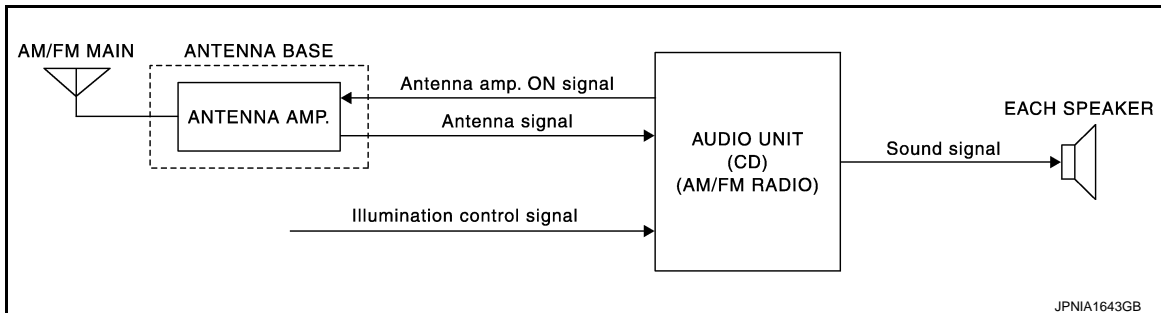 AM/FM MAIN
ANTENNA BASE
ANTENNA AMP.
Antenna amp. ON signal
Antenna signal
Illumination control signal
AUDIO UNIT
(CD)
(AM/FM RADIO)
Sound signal
EACH SPEAKER
JPNIA1643GB